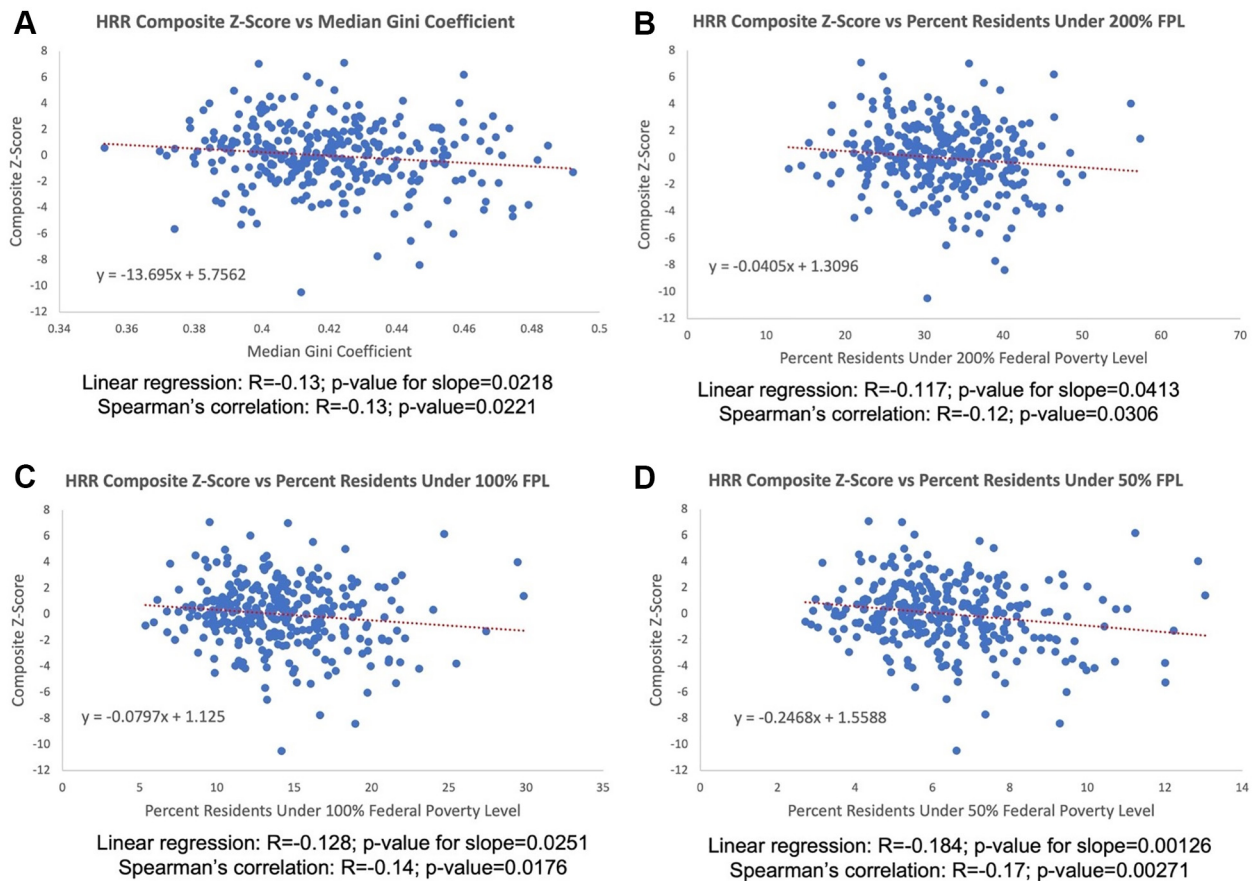 A
HRR Composite Z-Score vs Median Gini Coefficient
Composite Z-Score
8
6
4
2
0
-2
-4
-6
-8
-10
-12
y = -13.695x + 5.7562
0.34 0.36 0.38 0.4 0.42 0.44 0.46 0.48 0.5
Median Gini Coefficient
Linear regression: R=-0.13; p-value for slope=0.0218
Spearman's correlation: R=-0.13; p-value=0.0221
B
HRR Composite Z-Score vs Percent Residents Under 200% FPL
Composite Z-Score
8
6
4
2
0
-2
-4
-6
-8
-10
-12
y = -0.0405x + 1.3096
0 10 20 30 40 50 60 70
Percent Residents Under 200% Federal Poverty Level
Linear regression: R=-0.117; p-value for slope=0.0413
Spearman's correlation: R=-0.12; p-value=0.0306
C
HRR Composite Z-Score vs Percent Residents Under 100% FPL
Composite Z-Score
8
6
4
2
0
-2
-4
-6
-8
-10
-12
y = -0.0797x + 1.125
0 5 10 15 20 25 30 35
Percent Residents Under 100% Federal Poverty Level
Linear regression: R=-0.128; p-value for slope=0.0251
Spearman's correlation: R=-0.14; p-value=0.0176
D
HRR Composite Z-Score vs Percent Residents Under 50% FPL
Composite Z-Score
8
6
4
2
0
-2
-4
-6
-8
-10
-12
y = -0.2468x + 1.5588
0 2 4 6 8 10 12 14
Percent Residents Under 50% Federal Poverty Level
Linear regression: R=-0.184; p-value for slope=0.00126
Spearman's correlation: R=-0.17; p-value=0.00271